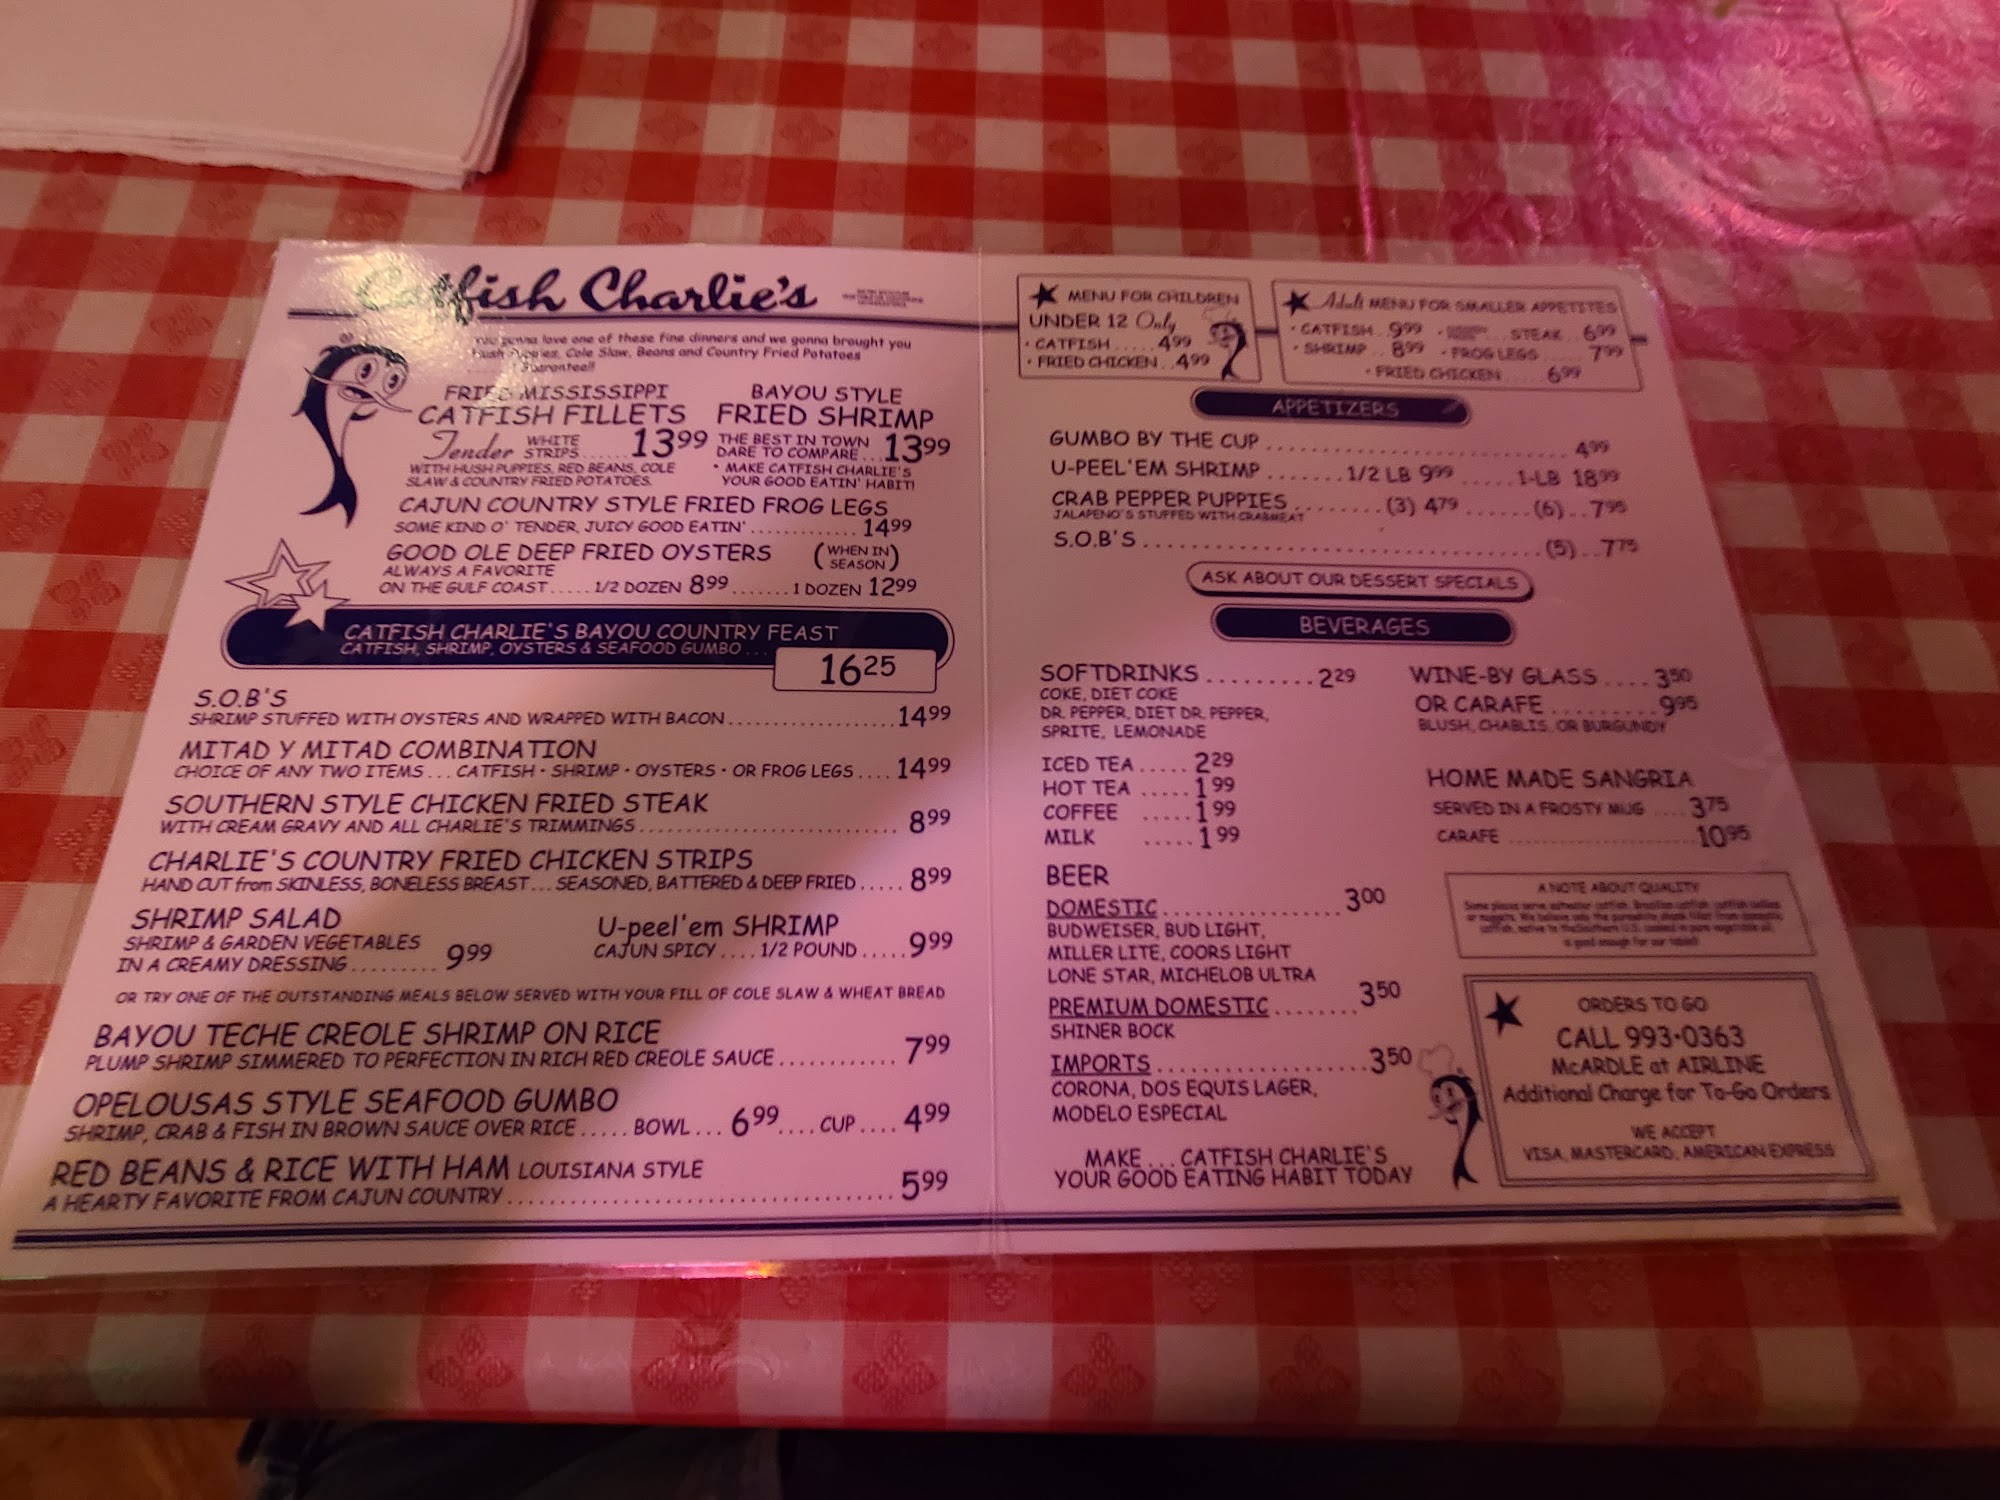 Catfish Charlie's
gonna love one of these fine dinners and we gonna brought you
Hush Puppies, Cole Slaw, Beans and Country Fried Potatoes
Guarantee!!
FRIED MISSISSIPPI
CATFISH FILLETS
Tender WHITE STRIPS...... 13.99
WITH HUSH PUPPIES, RED BEANS, COLE
SLAW & COUNTRY FRIED POTATOES.
BAYOU STYLE
FRIED SHRIMP
THE BEST IN TOWN
DARE TO COMPARE... 13.99
• MAKE CATFISH CHARLIE'S
YOUR GOOD EATIN' HABIT!
CAJUN COUNTRY STYLE FRIED FROG LEGS
SOME KIND O' TENDER, JUICY GOOD EATIN' ............ 14.99
GOOD OLE DEEP FRIED OYSTERS (WHEN IN SEASON)
ALWAYS A FAVORITE
ON THE GULF COAST..... 1/2 DOZEN 8.99 ....... 1 DOZEN 12.99
CATFISH CHARLIE'S BAYOU COUNTRY FEAST
CATFISH, SHRIMP, OYSTERS & SEAFOOD GUMBO ...
16.25
S.O.B'S
SHRIMP STUFFED WITH OYSTERS AND WRAPPED WITH BACON.................. 14.99
MITAD Y MITAD COMBINATION
CHOICE OF ANY TWO ITEMS ... CATFISH • SHRIMP • OYSTERS • OR FROG LEGS .... 14.99
SOUTHERN STYLE CHICKEN FRIED STEAK
WITH CREAM GRAVY AND ALL CHARLIE'S TRIMMINGS............................ 8.99
CHARLIE'S COUNTRY FRIED CHICKEN STRIPS
HAND CUT from SKINLESS, BONELESS BREAST... SEASONED, BATTERED & DEEP FRIED..... 8.99
SHRIMP SALAD
SHRIMP & GARDEN VEGETABLES
IN A CREAMY DRESSING ......... 9.99
U-peel'em SHRIMP
CAJUN SPICY .... 1/2 POUND ..... 9.99
OR TRY ONE OF THE OUTSTANDING MEALS BELOW SERVED WITH YOUR FILL OF COLE SLAW & WHEAT BREAD
BAYOU TECHE CREOLE SHRIMP ON RICE
PLUMP SHRIMP SIMMERED TO PERFECTION IN RICH RED CREOLE SAUCE ............ 7.99
OPELOUSAS STYLE SEAFOOD GUMBO
SHRIMP, CRAB & FISH IN BROWN SAUCE OVER RICE ..... BOWL ... 6.99 .... CUP .... 4.99
RED BEANS & RICE WITH HAM LOUISIANA STYLE
A HEARTY FAVORITE FROM CAJUN COUNTRY ........................................ 5.99
MENU FOR CHILDREN
UNDER 12 Only
• CATFISH ..... 4.99
• FRIED CHICKEN .. 4.99
Adult MENU FOR SMALLER APPETITES
• CATFISH . 9.99 • STEAK . 6.99
• SHRIMP .. 8.99 • FROG LEGS ...... 7.99
• FRIED CHICKEN ..... 6.99
APPETIZERS
GUMBO BY THE CUP ........................................ 4.99
U-PEEL'EM SHRIMP ....... 1/2 LB 9.99 ..... 1-LB 18.99
CRAB PEPPER PUPPIES ......... (3) 4.79 ....... (6) .. 7.95
JALAPENO'S STUFFED WITH CRABMEAT
S.O.B'S ............................................. (5) .. 7.75
ASK ABOUT OUR DESSERT SPECIALS
BEVERAGES
SOFTDRINKS ......... 2.29
COKE, DIET COKE
DR. PEPPER, DIET DR. PEPPER,
SPRITE, LEMONADE
ICED TEA ..... 2.29
HOT TEA ..... 1.99
COFFEE ..... 1.99
MILK ..... 1.99
BEER
DOMESTIC .................. 3.00
BUDWEISER, BUD LIGHT,
MILLER LITE, COORS LIGHT
LONE STAR, MICHELOB ULTRA
PREMIUM DOMESTIC ........ 3.50
SHINER BOCK
IMPORTS .................... 3.50
CORONA, DOS EQUIS LAGER,
MODELO ESPECIAL
MAKE ... CATFISH CHARLIE'S
YOUR GOOD EATING HABIT TODAY
WINE-BY GLASS .... 3.50
OR CARAFE .......... 9.95
BLUSH, CHABLIS, OR BURGUNDY
HOME MADE SANGRIA
SERVED IN A FROSTY MUG .... 3.75
CARAFE ...................... 10.95
A NOTE ABOUT QUALITY
ORDERS TO GO
CALL 993•0363
McARDLE at AIRLINE
Additional Charge for To-Go Orders
WE ACCEPT
VISA, MASTERCARD, AMERICAN EXPRESS